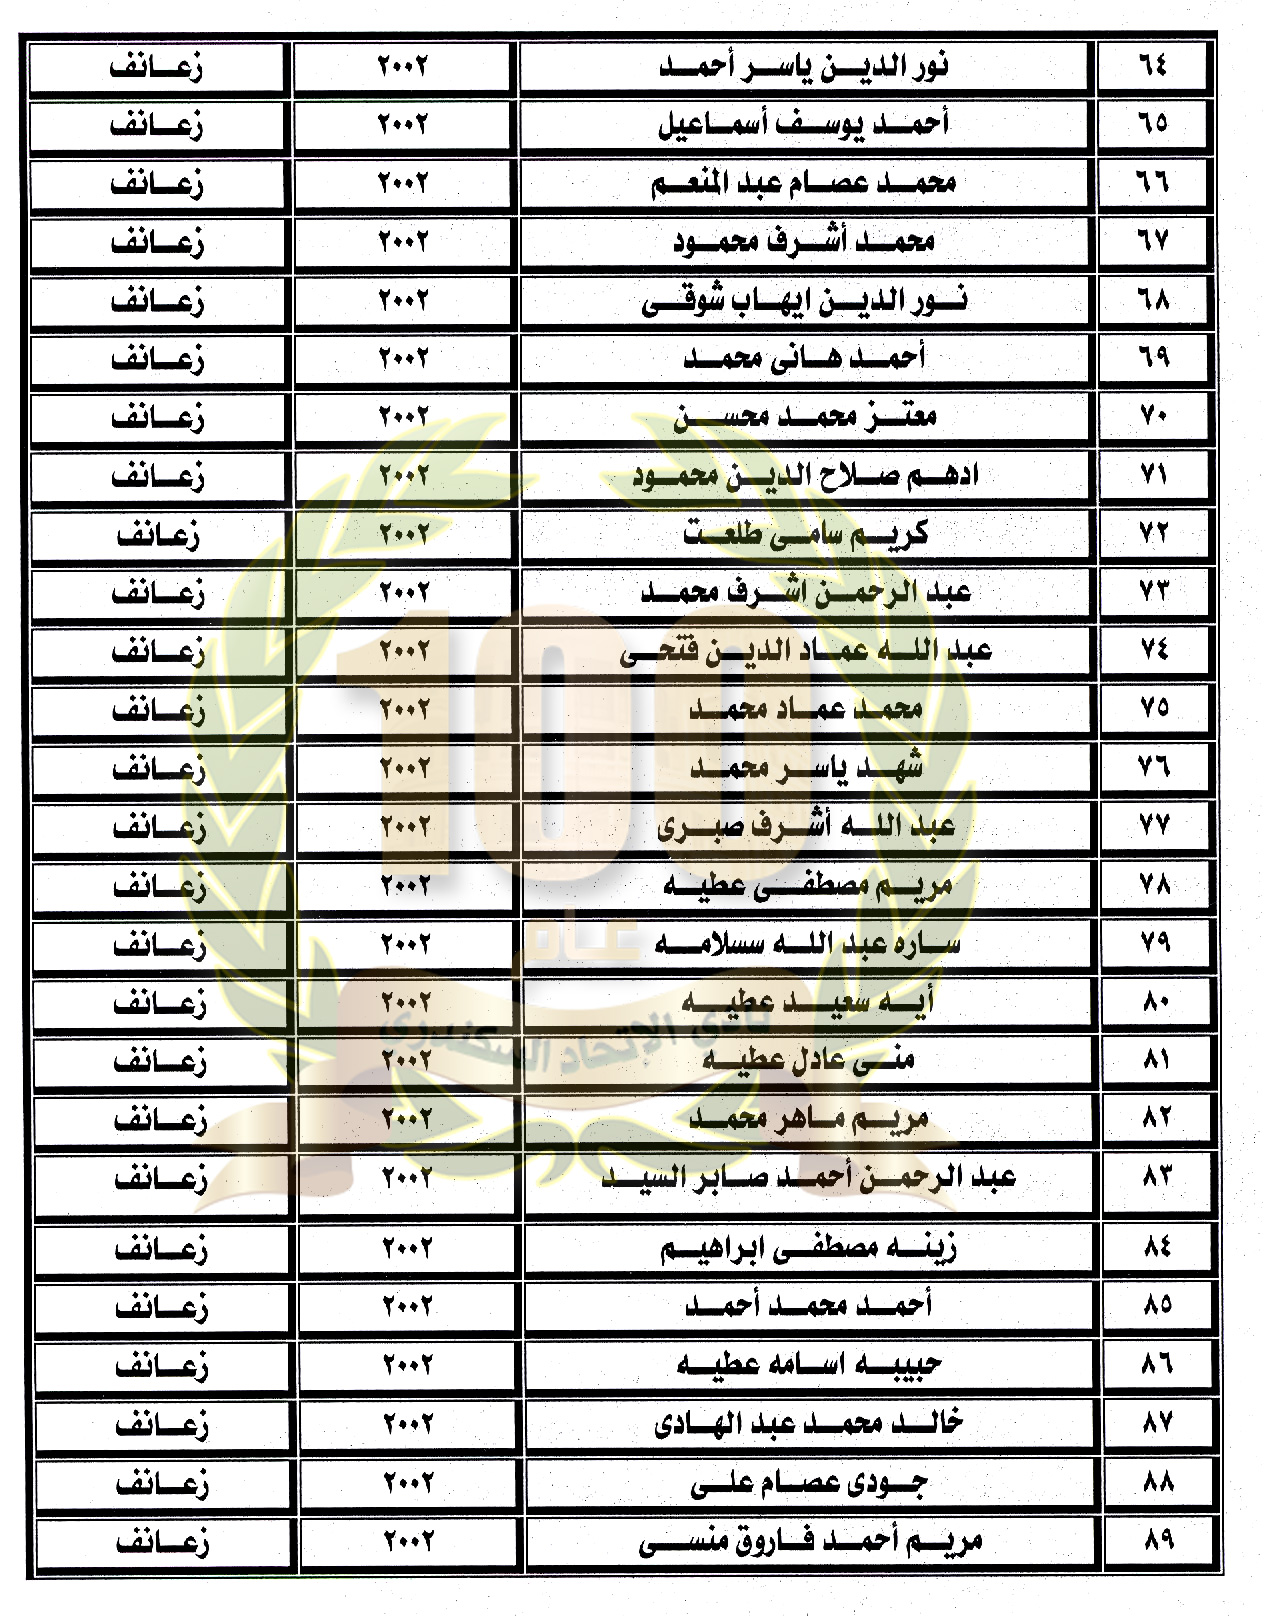 ٦٤ نور الدين ياسر أحمد ٢٠٠٢ زعانف
٦٥ أحمد يوسف أسماعيل ٢٠٠٢ زعانف
٦٦ محمد عصام عبد المنعم ٢٠٠٢ زعانف
٦٧ محمد أشرف محمود ٢٠٠٢ زعانف
٦٨ نور الدين ايهاب شوقى ٢٠٠٢ زعانف
٦٩ أحمد هانى محمد ٢٠٠٢ زعانف
٧٠ معتز محمد محسن ٢٠٠٢ زعانف
٧١ ادهم صلاح الدين محمود ٢٠٠٢ زعانف
٧٢ كريم سامى طلعت ٢٠٠٢ زعانف
٧٣ عبد الرحمن اشرف محمد ٢٠٠٢ زعانف
٧٤ عبد الله عماد الدين فتحى ٢٠٠٢ زعانف
٧٥ محمد عماد محمد ٢٠٠٢ زعانف
٧٦ شهد ياسر محمد ٢٠٠٢ زعانف
٧٧ عبد الله أشرف صبرى ٢٠٠٢ زعانف
٧٨ مريم مصطفى عطيه ٢٠٠٢ زعانف
٧٩ ساره عبد الله سسلامه ٢٠٠٢ زعانف
٨٠ أيه سعيد عطيه ٢٠٠٢ زعانف
٨١ منى عادل عطيه ٢٠٠٢ زعانف
٨٢ مريم ماهر محمد ٢٠٠٢ زعانف
٨٣ عبد الرحمن أحمد صابر السيد ٢٠٠٢ زعانف
٨٤ زينه مصطفى ابراهيم ٢٠٠٢ زعانف
٨٥ أحمد محمد أحمد ٢٠٠٢ زعانف
٨٦ حبيبه اسامه عطيه ٢٠٠٢ زعانف
٨٧ خالد محمد عبد الهادى ٢٠٠٢ زعانف
٨٨ جودى عصام على ٢٠٠٢ زعانف
٨٩ مريم أحمد فاروق منسى ٢٠٠٢ زعانف
100
عام
نادي الاتحاد السكندرى